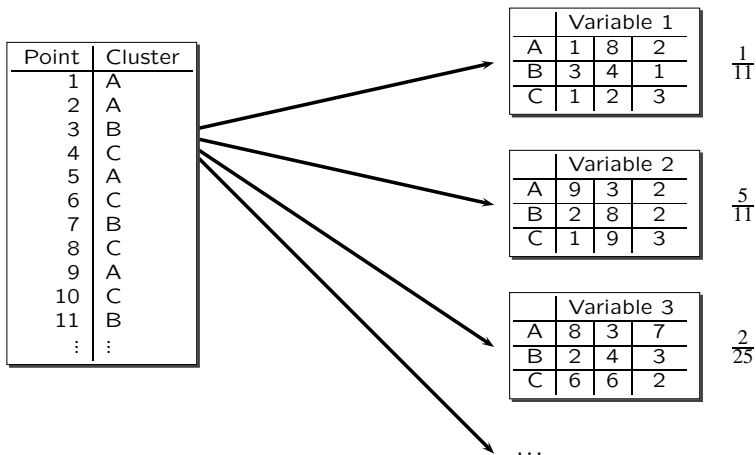 Point Cluster
1 A
2 A
3 B
4 C
5 A
6 C
7 B
8 C
9 A
10 C
11 B
⋮ ⋮
Variable 1
A 1 8 2
B 3 4 1
C 1 2 3
1/11
Variable 2
A 9 3 2
B 2 8 2
C 1 9 3
5/11
Variable 3
A 8 3 7
B 2 4 3
C 6 6 2
2/25
...